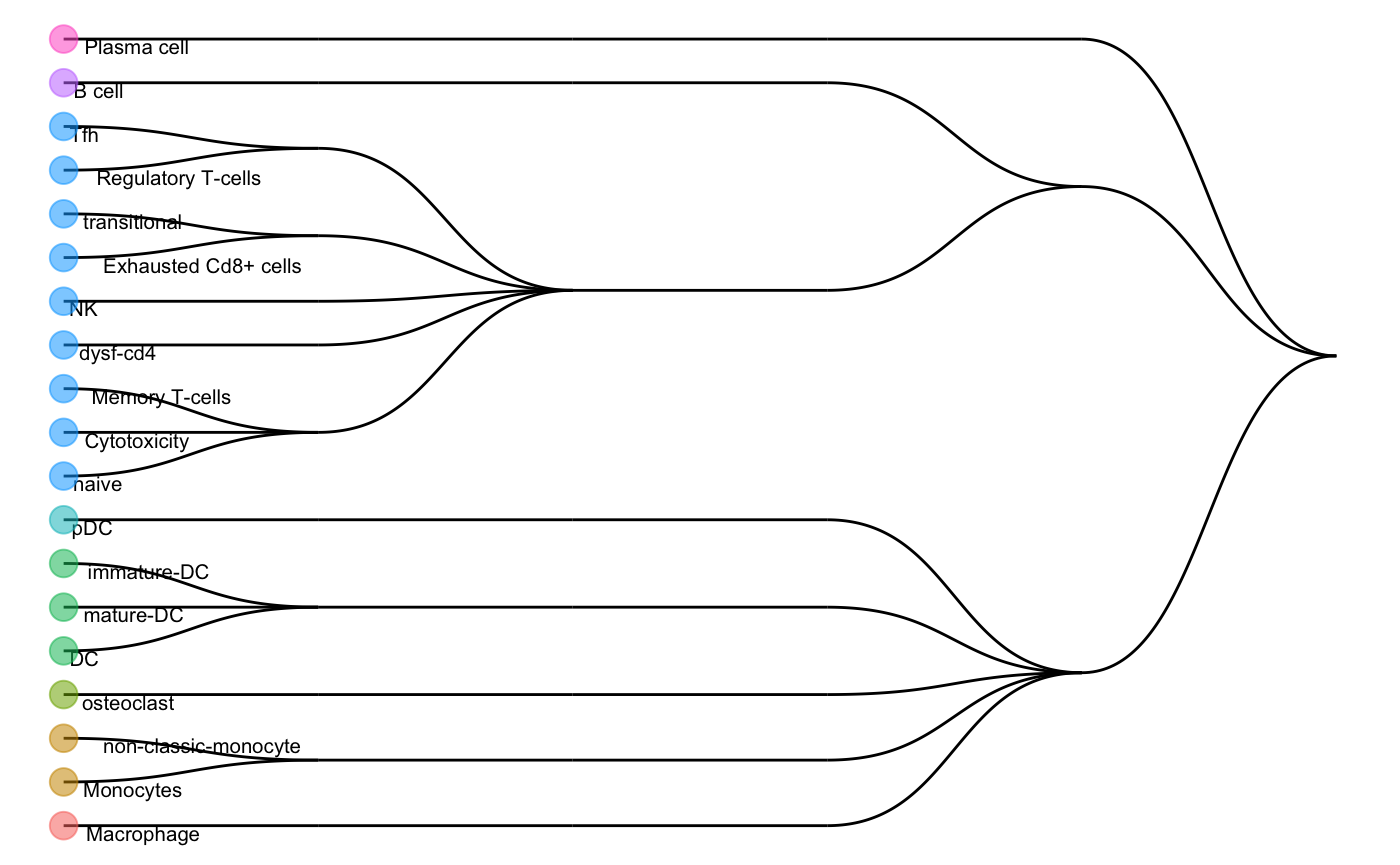 Plasma cell
B cell
Tfh
Regulatory T-cells
transitional
Exhausted Cd8+ cells
NK
dysf-cd4
Memory T-cells
Cytotoxicity
naive
pDC
immature-DC
mature-DC
DC
osteoclast
non-classic-monocyte
Monocytes
Macrophage